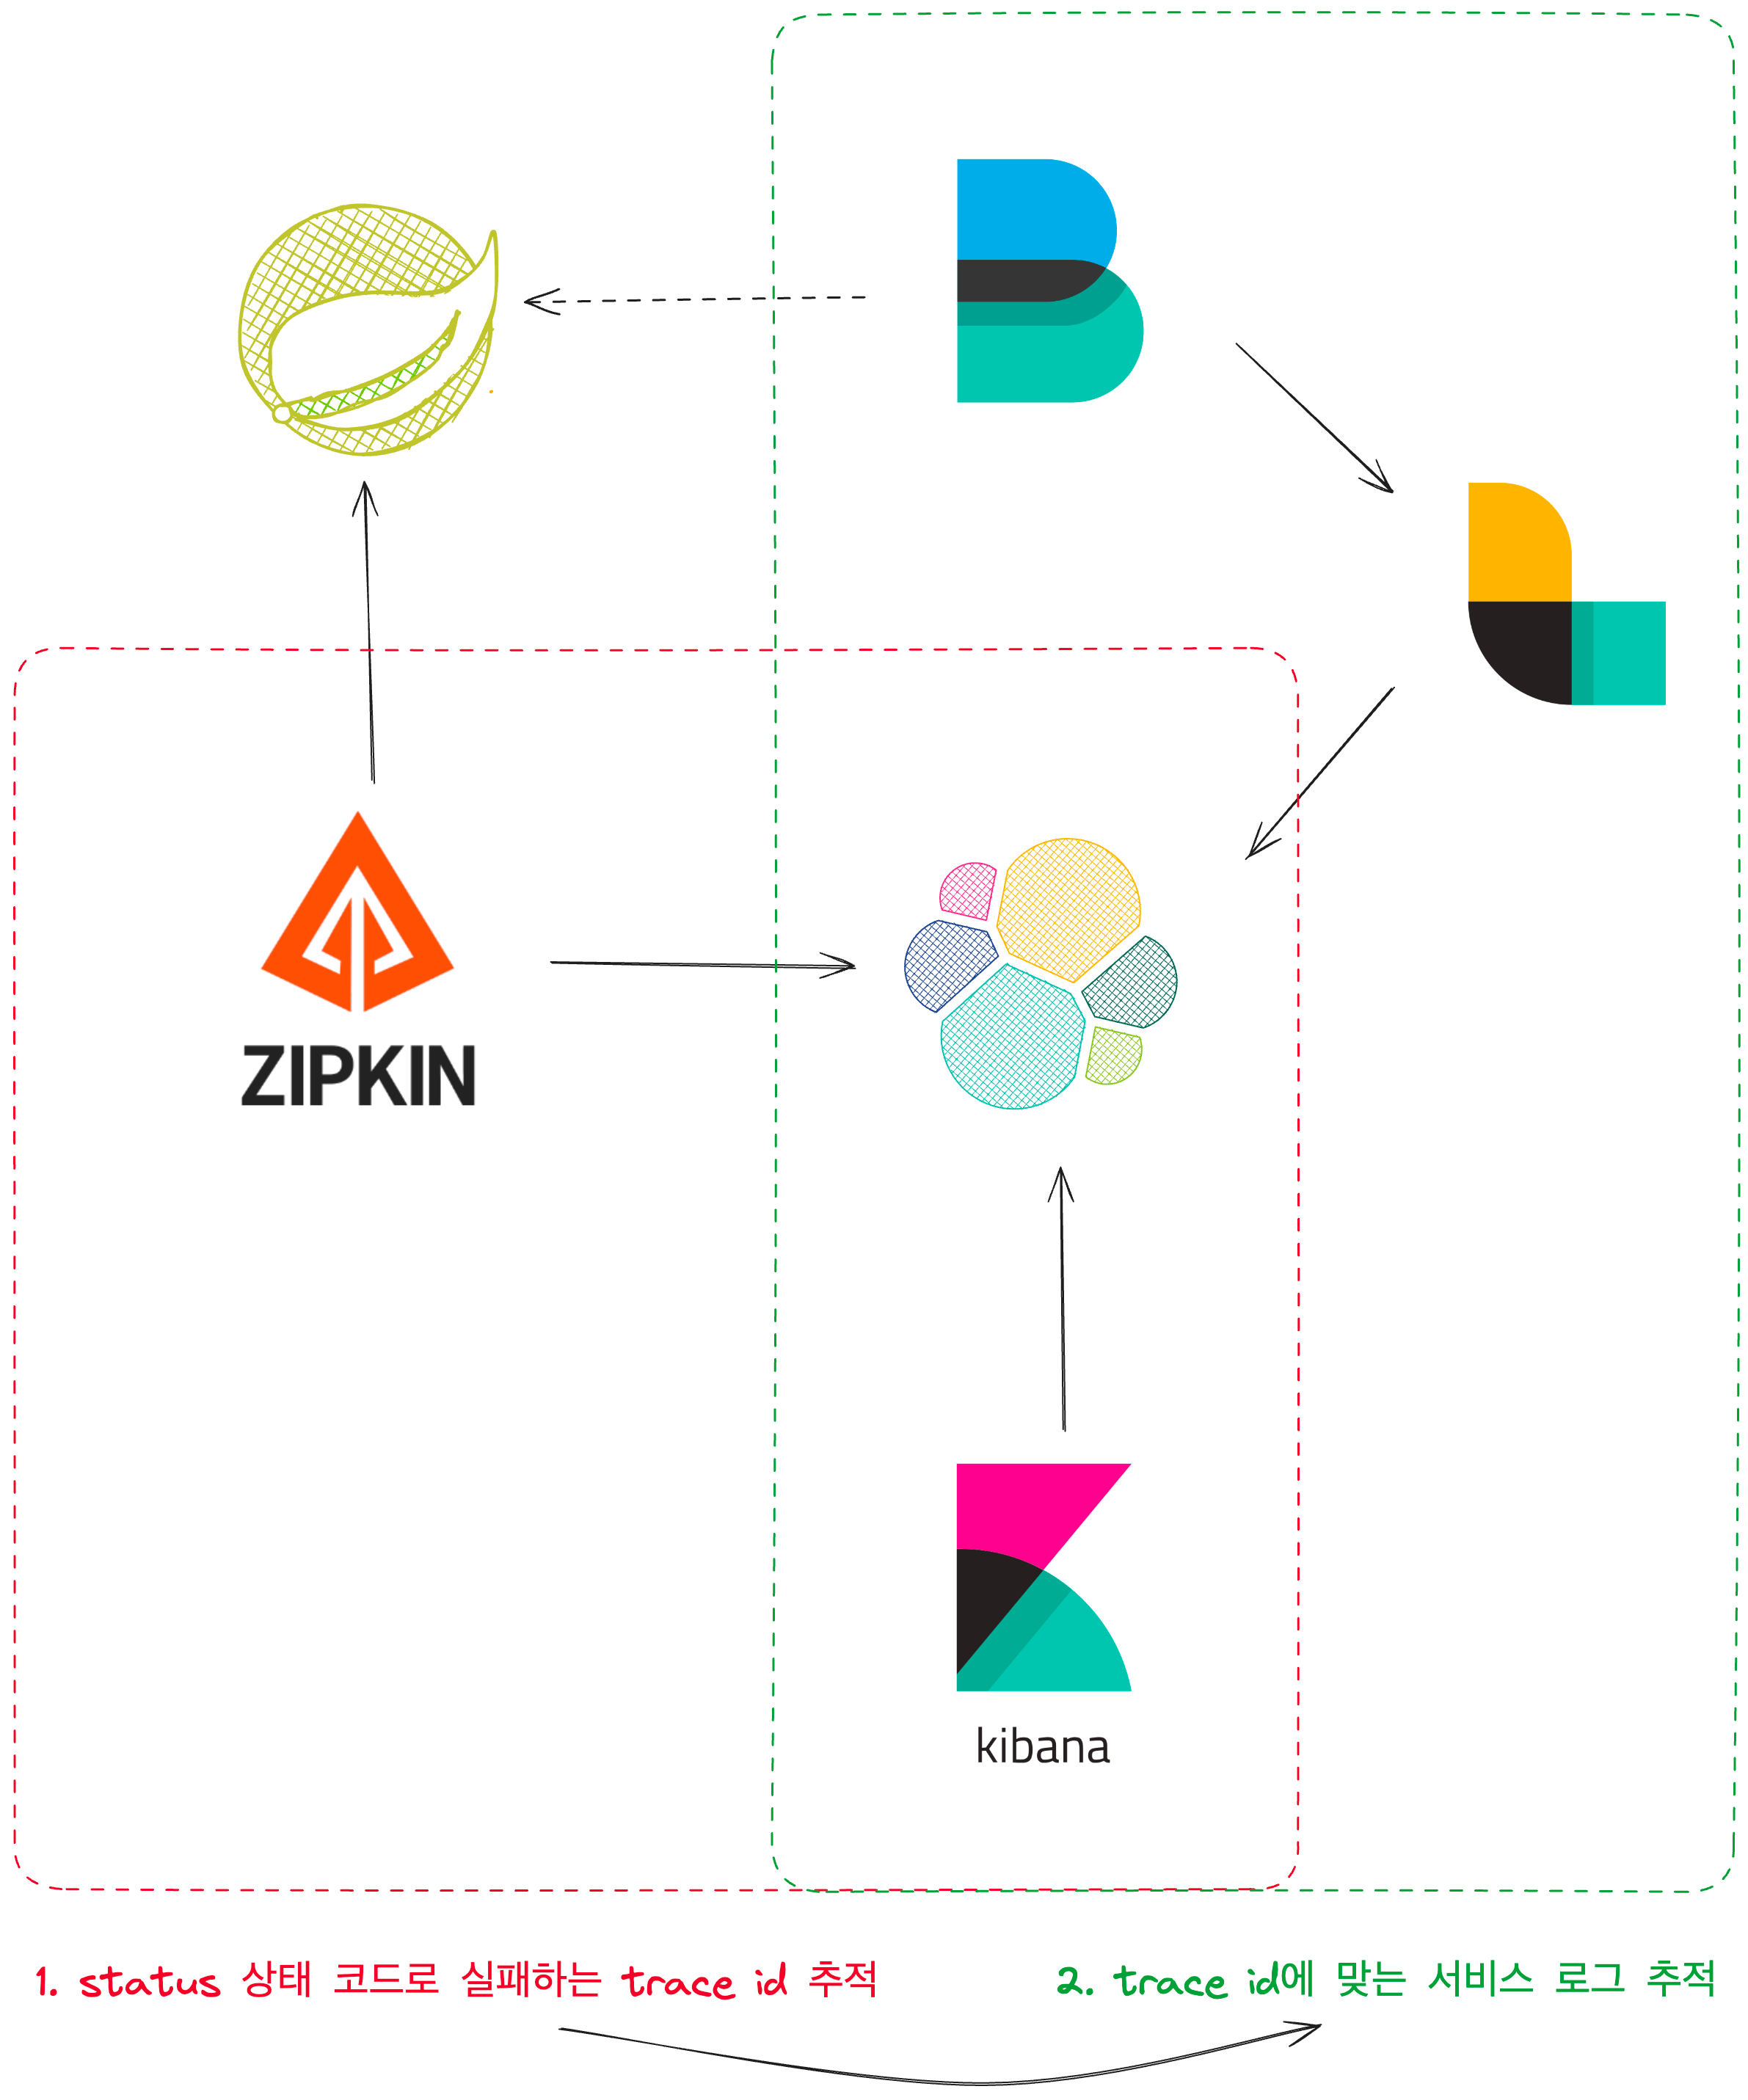 ZIPKIN
kibana
1. status 상태 코드로 실패하는 trace id 추적
2. trace id에 맞는 서비스 로그 추적